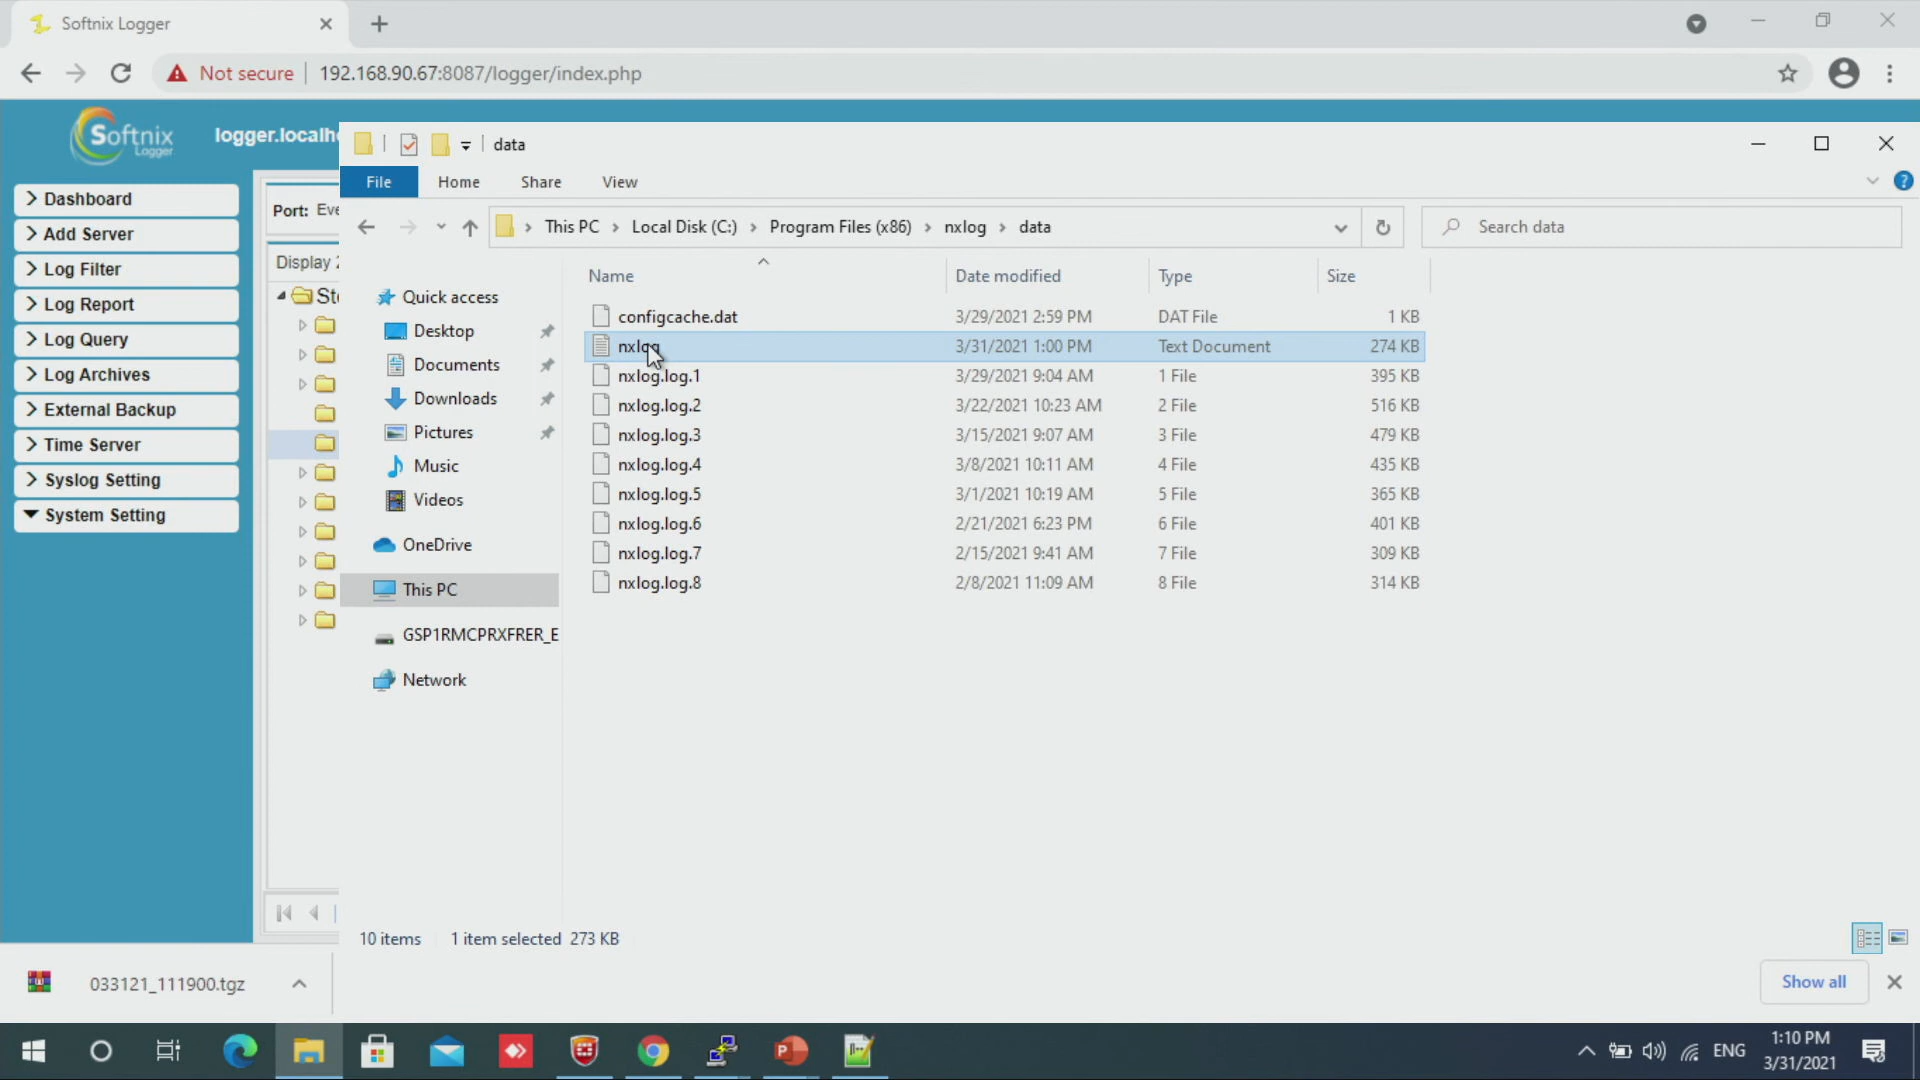 Softnix Logger
Not secure
192.168.90.67:8087/logger/index.php
Softnix
Logger
Dashboard
Add Server
Log Filter
Log Report
Log Query
Log Archives
External Backup
Time Server
Syslog Setting
System Setting
Port:
Display
data
File
Home
Share
View
This PC
Local Disk (C:)
Program Files (x86)
nxlog
data
Search data
Quick access
Desktop
Documents
Downloads
Pictures
Music
Videos
OneDrive
This PC
GSP1RMCPRXFRER_E
Network
Name Date modified Type Size
configcache.dat 3/29/2021 2:59 PM DAT File 1 KB
nxlog 3/31/2021 1:00 PM Text Document 274 KB
nxlog.log.1 3/29/2021 9:04 AM 1 File 395 KB
nxlog.log.2 3/22/2021 10:23 AM 2 File 516 KB
nxlog.log.3 3/15/2021 9:07 AM 3 File 479 KB
nxlog.log.4 3/8/2021 10:11 AM 4 File 435 KB
nxlog.log.5 3/1/2021 10:19 AM 5 File 365 KB
nxlog.log.6 2/21/2021 6:23 PM 6 File 401 KB
nxlog.log.7 2/15/2021 9:41 AM 7 File 309 KB
nxlog.log.8 2/8/2021 11:09 AM 8 File 314 KB
10 items 1 item selected 273 KB
033121_111900.tgz
Show all
ENG
1:10 PM
3/31/2021